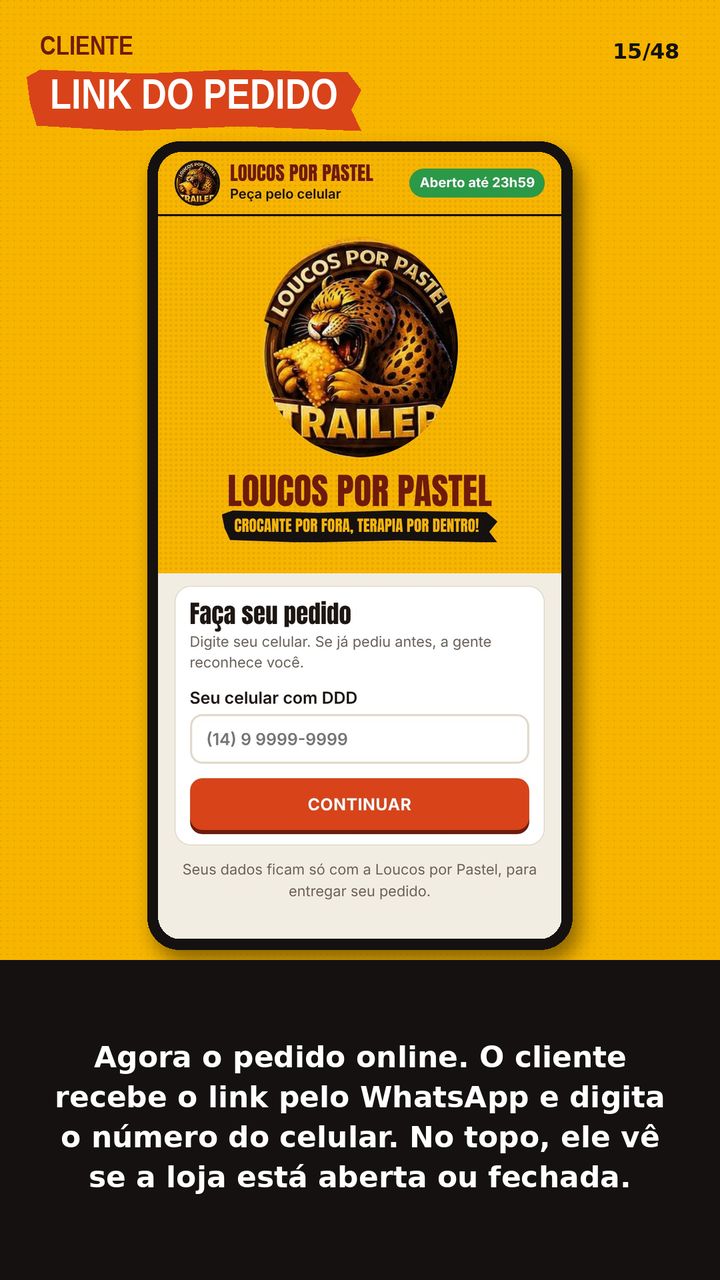 CLIENTE
15/48
LINK DO PEDIDO
LOUCOS POR PASTEL
Peça pelo celular
Aberto até 23h59
TRAILER
LOUCOS POR PASTEL
TRAILER
LOUCOS POR PASTEL
CROCANTE POR FORA, TERAPIA POR DENTRO!
Faça seu pedido
Digite seu celular. Se já pediu antes, a gente
reconhece você.
Seu celular com DDD
(14) 9 9999-9999
CONTINUAR
Seus dados ficam só com a Loucos por Pastel, para
entregar seu pedido.
Agora o pedido online. O cliente
recebe o link pelo WhatsApp e digita
o número do celular. No topo, ele vê
se a loja está aberta ou fechada.